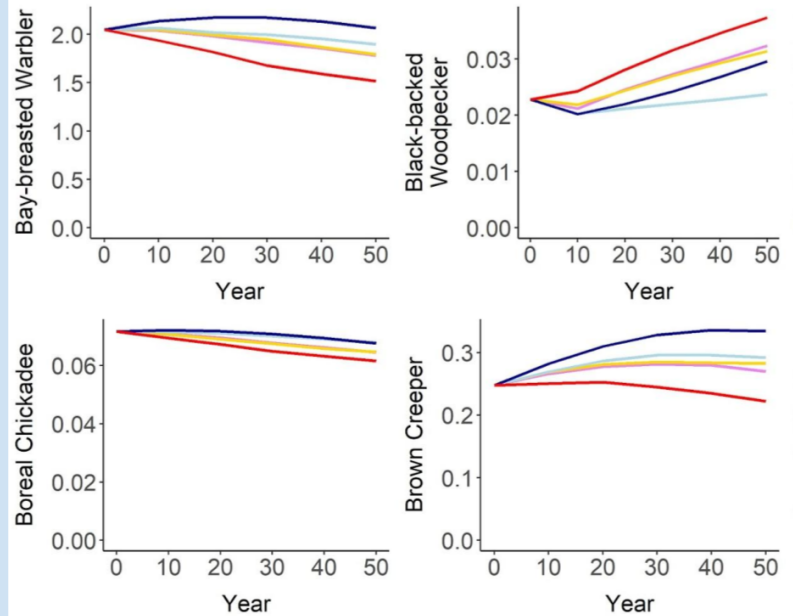 Bay-breasted Warbler
2.0
1.5
1.0
0.5
0.0
0 10 20 30 40 50
Year
Black-backed
Woodpecker
0.03
0.02
0.01
0.00
0 10 20 30 40 50
Year
Boreal Chickadee
0.06
0.04
0.02
0.00
0 10 20 30 40 50
Year
Brown Creeper
0.3
0.2
0.1
0.0
0 10 20 30 40 50
Year